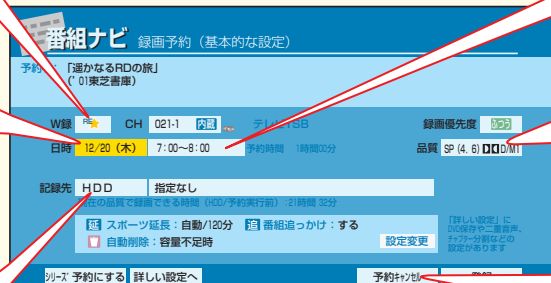 番組ナビ 録画予約（基本的な設定）
予約 「遥かなるRDの旅」
（'01東芝書庫）
W録 RE CH 021-1 内蔵 テレビ SB 録画優先度 ふつう
日時 12/20（木） 7:00～8:00 予約時間 1時間00分 品質 SP (4.6) D/M1
記録先 HDD 指定なし
現在の品質で録画できる時間（HDD/予約実行前）:21時間 32分
延 スポーツ延長：自動/120分 追 番組追っかけ：する
自動削除：容量不足時 設定変更
「詳しい設定」に
DVD保存や二重音声、
チャプター分割などの
設定があります
シリーズ予約にする 詳しい設定へ 予約キャンセル 登録